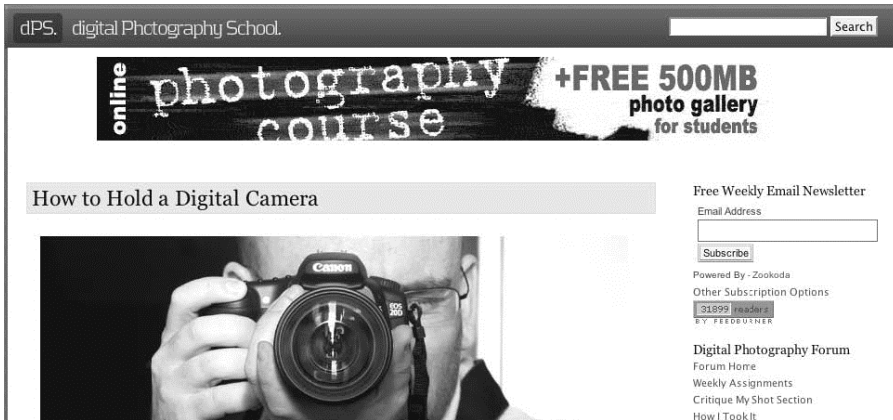 dPS. digital Photography School.
Search
online
photography
course
+FREE 500MB
photo gallery
for students
How to Hold a Digital Camera
Canon
EOS
20D
Free Weekly Email Newsletter
Email Address
Subscribe
Powered By - Zookoda
Other Subscription Options
31899 readers
BY FEEDBURNER
Digital Photography Forum
Forum Home
Weekly Assignments
Critique My Shot Section
How I Took It